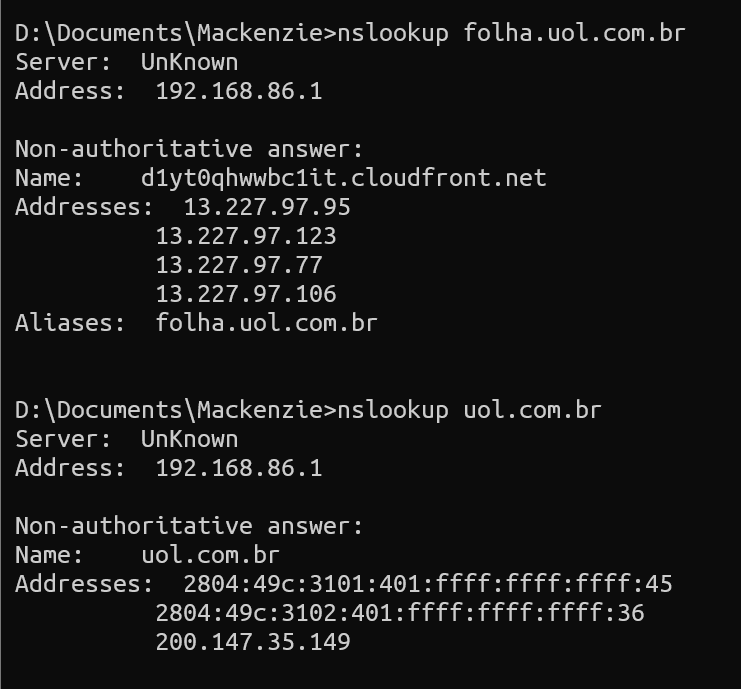 D:\Documents\Mackenzie>nslookup folha.uol.com.br
Server:  UnKnown
Address:  192.168.86.1

Non-authoritative answer:
Name:    d1yt0qhwwbc1it.cloudfront.net
Addresses:  13.227.97.95
          13.227.97.123
          13.227.97.77
          13.227.97.106
Aliases:  folha.uol.com.br


D:\Documents\Mackenzie>nslookup uol.com.br
Server:  UnKnown
Address:  192.168.86.1

Non-authoritative answer:
Name:    uol.com.br
Addresses:  2804:49c:3101:401:ffff:ffff:ffff:45
          2804:49c:3102:401:ffff:ffff:ffff:36
          200.147.35.149